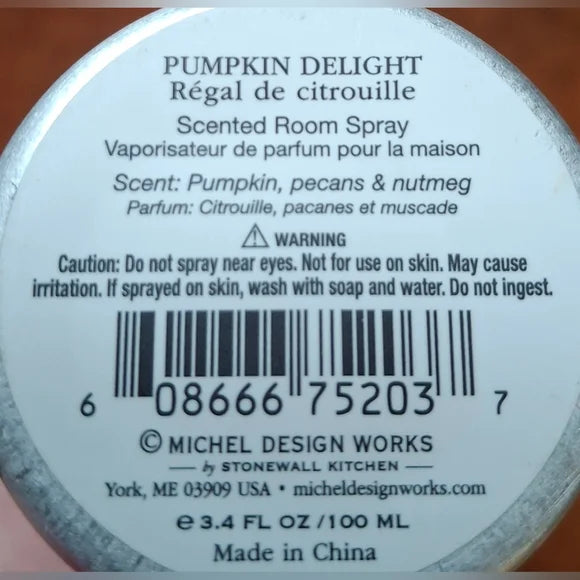 PUMPKIN DELIGHT
Régal de citrouille
Scented Room Spray
Vaporisateur de parfum pour la maison
Scent: Pumpkin, pecans & nutmeg
Parfum: Citrouille, pacanes et muscade
⚠ WARNING
Caution: Do not spray near eyes. Not for use on skin. May cause
irritation. If sprayed on skin, wash with soap and water. Do not ingest.
6 08666 75203 7
© MICHEL DESIGN WORKS
by STONEWALL KITCHEN
York, ME 03909 USA • micheldesignworks.com
℮ 3.4 FL OZ / 100 ML
Made in China